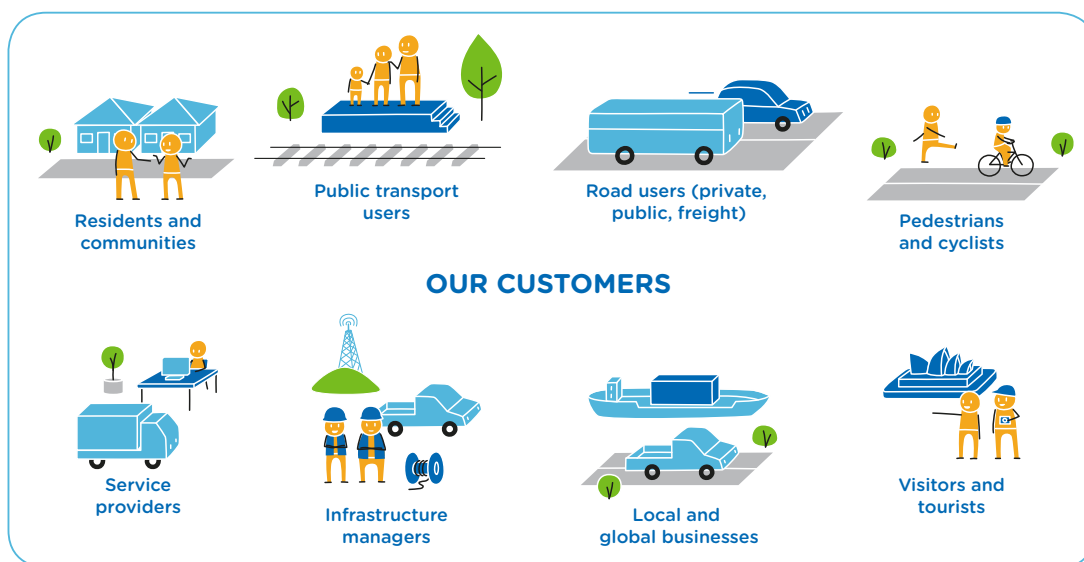 Residents and
communities
Public transport
users
Road users (private,
public, freight)
Pedestrians
and cyclists
OUR CUSTOMERS
Service
providers
Infrastructure
managers
Local and
global businesses
Visitors and
tourists